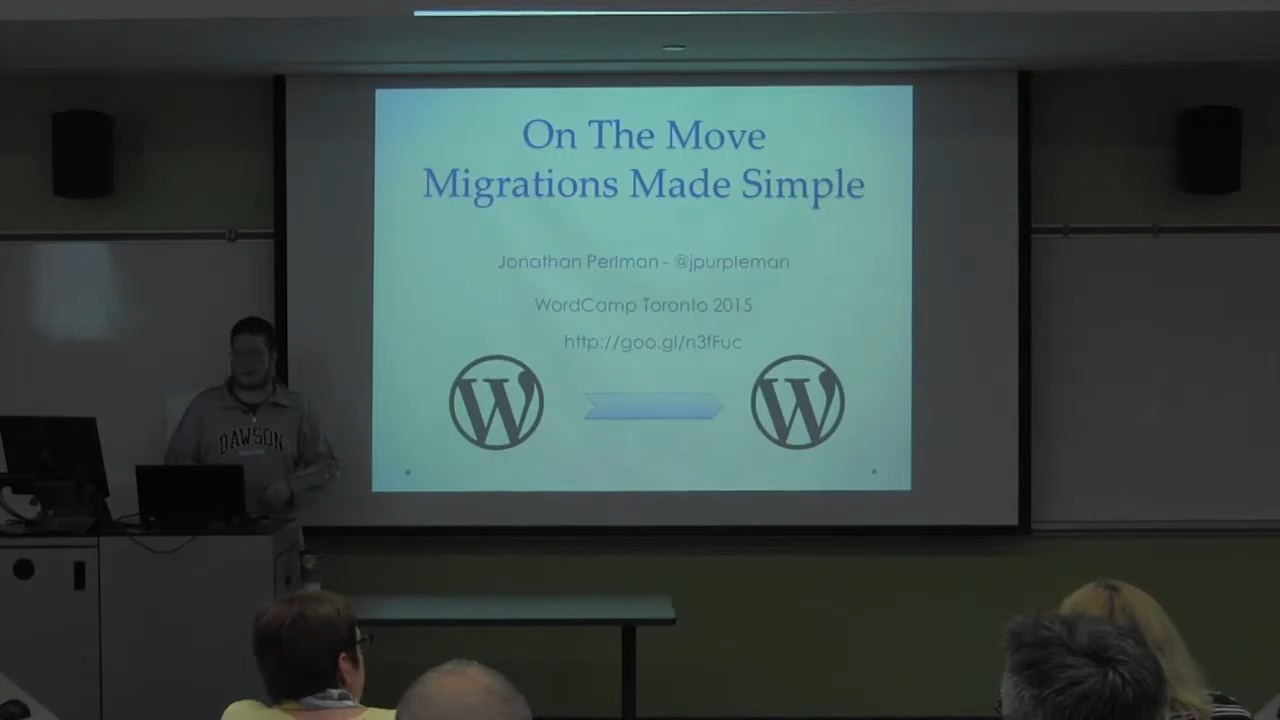 On The Move
Migrations Made Simple
Jonathan Perlman - @jpurpleman
WordCamp Toronto 2015
http://goo.gl/n3fFuc
DAWSON